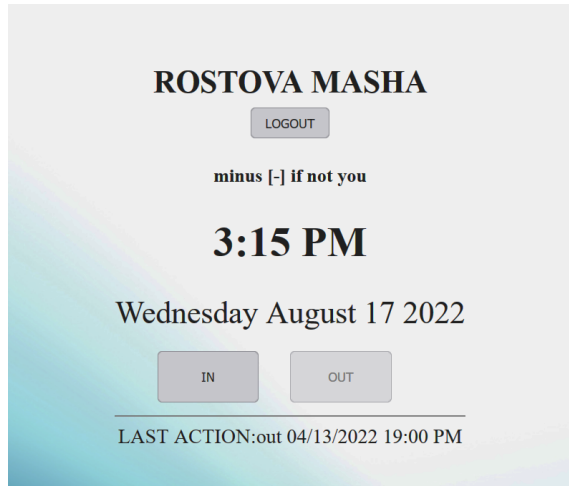 ROSTOVA MASHA
LOGOUT
minus [-] if not you
3:15 PM
Wednesday August 17 2022
IN OUT
LAST ACTION:out 04/13/2022 19:00 PM